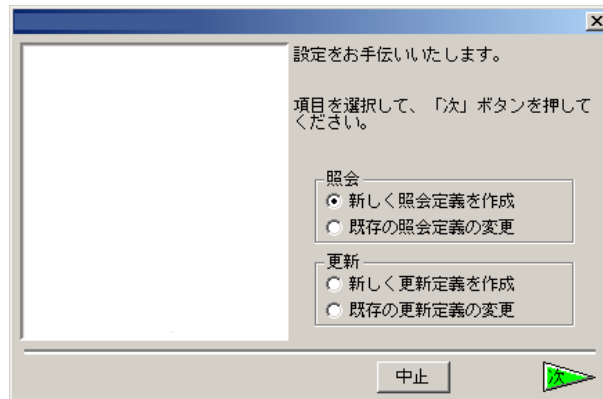 設定をお手伝いいたします。
項目を選択して、「次」ボタンを押して
ください。
照会
新しく照会定義を作成
既存の照会定義の変更
更新
新しく更新定義を作成
既存の更新定義の変更
中止
次